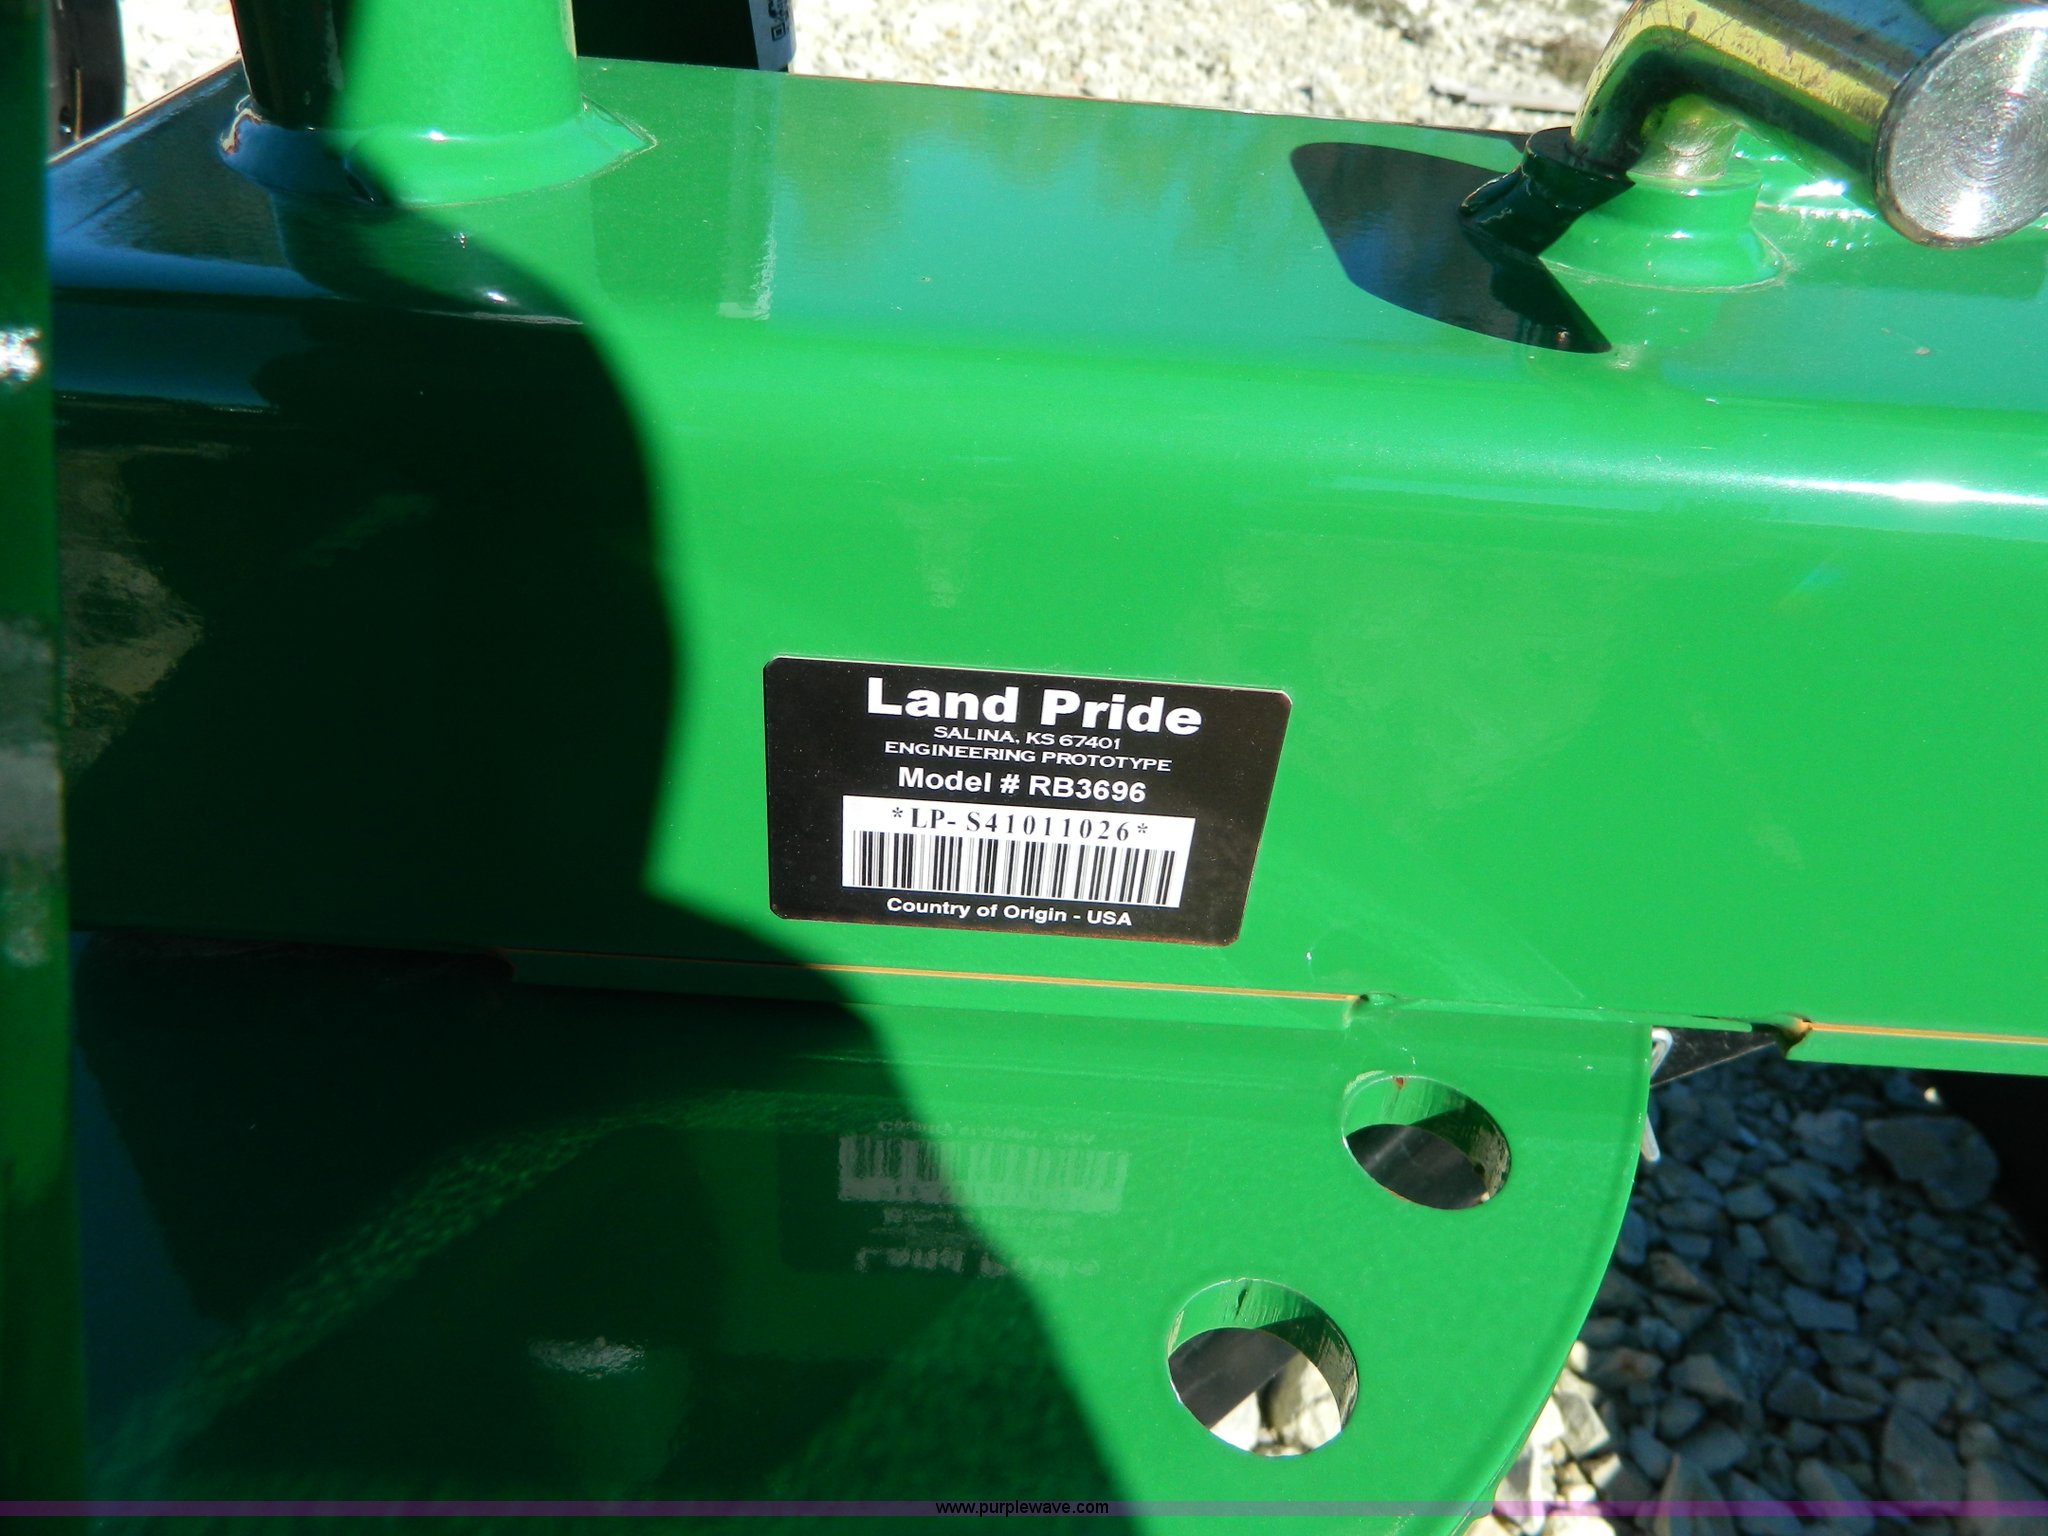 Land Pride
SALINA, KS 67401
ENGINEERING PROTOTYPE
Model # RB3696
*LP- S41011026*
Country of Origin - USA
www.purplewave.com